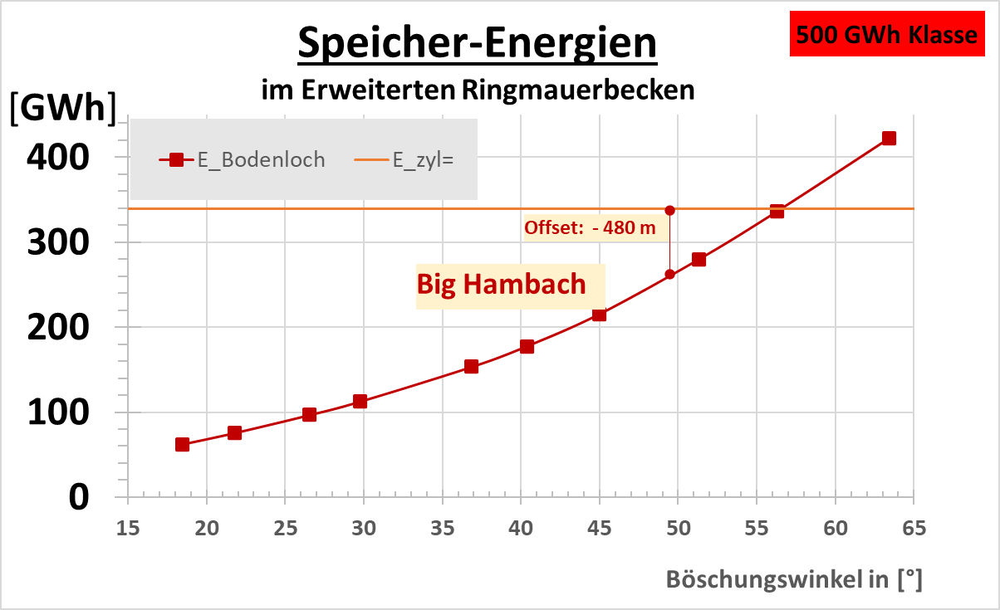 Speicher-Energien
500 GWh Klasse
im Erweiterten Ringmauerbecken
[GWh]
E_Bodenloch
E_zyl=
400
300
200
100
0
Offset: - 480 m
Big Hambach
15 20 25 30 35 40 45 50 55 60 65
Böschungswinkel in [°]